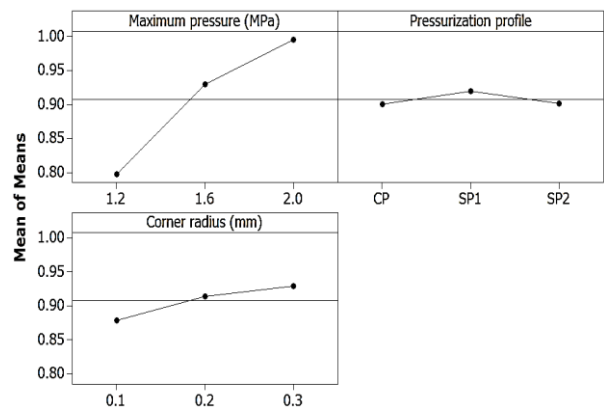 Maximum pressure (MPa)
Pressurization profile
1.00
0.95
0.90
0.85
0.80
1.2 1.6 2.0
CP SP1 SP2
Mean of Means
Corner radius (mm)
1.00
0.95
0.90
0.85
0.80
0.1 0.2 0.3